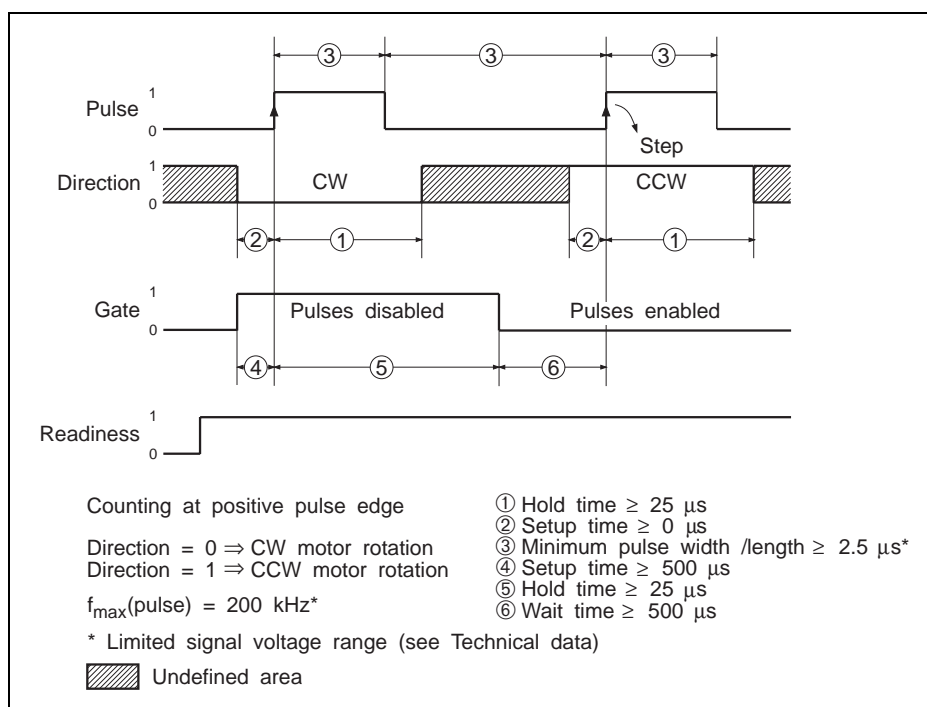 ③ ③ ③
Pulse 1 0
Step
Direction 1 0 CW CCW
② ① ② ①
Gate 1 0 Pulses disabled Pulses enabled
④ ⑤ ⑥
Readiness 1 0
Counting at positive pulse edge
Direction = 0 ⇒ CW motor rotation
Direction = 1 ⇒ CCW motor rotation
fmax(pulse) = 200 kHz*
* Limited signal voltage range (see Technical data)
Undefined area
① Hold time ≥ 25 μs
② Setup time ≥ 0 μs
③ Minimum pulse width /length ≥ 2.5 μs*
④ Setup time ≥ 500 μs
⑤ Hold time ≥ 25 μs
⑥ Wait time ≥ 500 μs